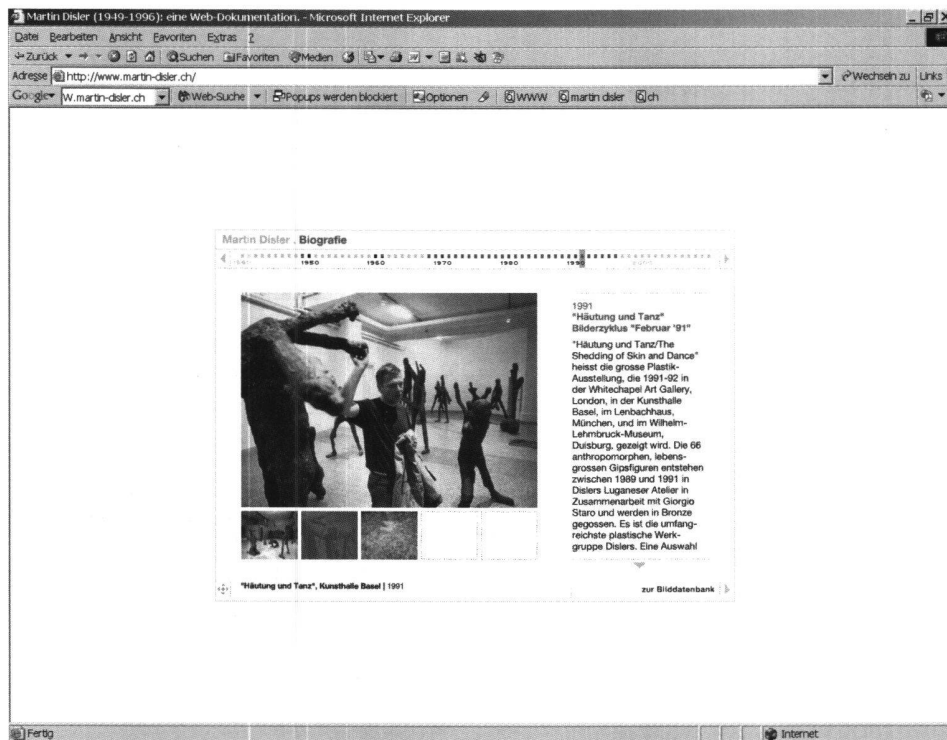 Martin Disler (1949-1996): eine Web-Dokumentation. - Microsoft Internet Explorer
Datei Bearbeiten Ansicht Favoriten Extras ?
Zurück Suchen Favoriten Medien
Adresse http://www.martin-disler.ch/ Wechseln zu Links
Google W.martin-disler.ch Web-Suche Popups werden blockiert Optionen WWW martin disler ch
Martin Disler . Biografie
1950 1960 1970 1980 1990
1991
"Häutung und Tanz"
Bilderzyklus "Februar '91"
"Häutung und Tanz/The
Shedding of Skin and Dance"
heisst die grosse Plastik-
Ausstellung, die 1991-92 in
der Whitechapel Art Gallery,
London, in der Kunsthalle
Basel, im Lenbachhaus,
München, und im Wilhelm-
Lehmbruck-Museum,
Duisburg, gezeigt wird. Die 66
anthropomorphen, lebens-
grossen Gipsfiguren entstehen
zwischen 1989 und 1991 in
Dislers Luganeser Atelier in
Zusammenarbeit mit Giorgio
Staro und werden in Bronze
gegossen. Es ist die umfang-
reichste plastische Werk-
gruppe Dislers. Eine Auswahl
"Häutung und Tanz", Kunsthalle Basel | 1991
zur Bilddatenbank
Fertig Internet